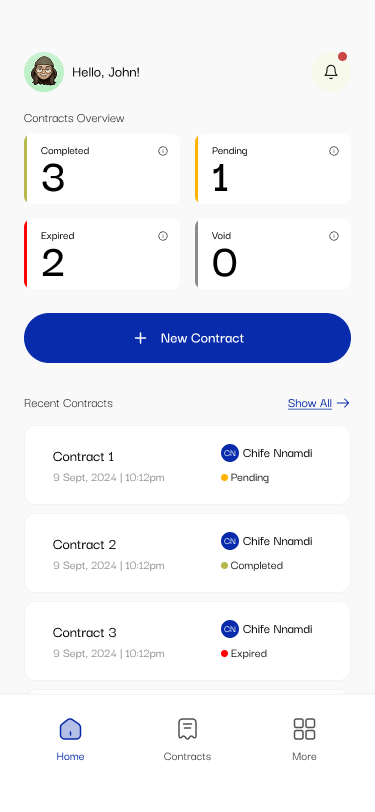 Hello, John!
Contracts Overview
Completed
3
Pending
1
Expired
2
Void
0
New Contract
Recent Contracts
Show All
Contract 1
9 Sept, 2024 | 10:12pm
CN Chife Nnamdi
Pending
Contract 2
9 Sept, 2024 | 10:12pm
CN Chife Nnamdi
Completed
Contract 3
9 Sept, 2024 | 10:12pm
CN Chife Nnamdi
Expired
Home
Contracts
More